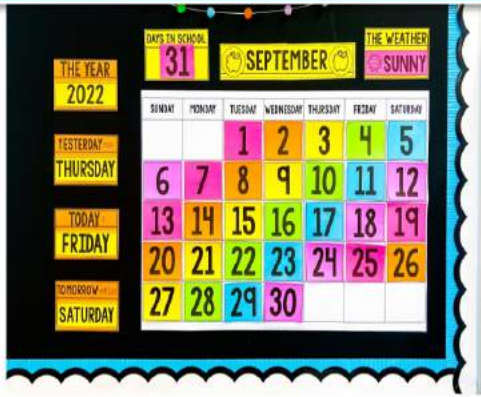 DAYS IN SCHOOL
31
SEPTEMBER
THE WEATHER
SUNNY
THE YEAR
2022
YESTERDAY
THURSDAY
TODAY
FRIDAY
TOMORROW
SATURDAY
SUNDAY MONDAY TUESDAY WEDNESDAY THURSDAY FRIDAY SATURDAY
1 2 3 4 5
6 7 8 9 10 11 12
13 14 15 16 17 18 19
20 21 22 23 24 25 26
27 28 29 30